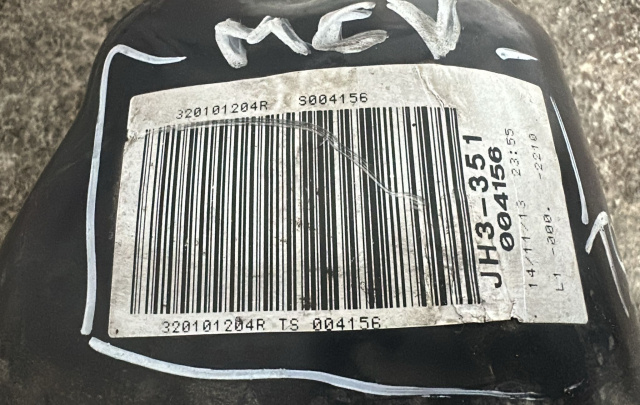 MCV
320101204R S004156
320101204R TS 004156
JH3-351
004156
14/11/13 23:55
L1 -000- -2210